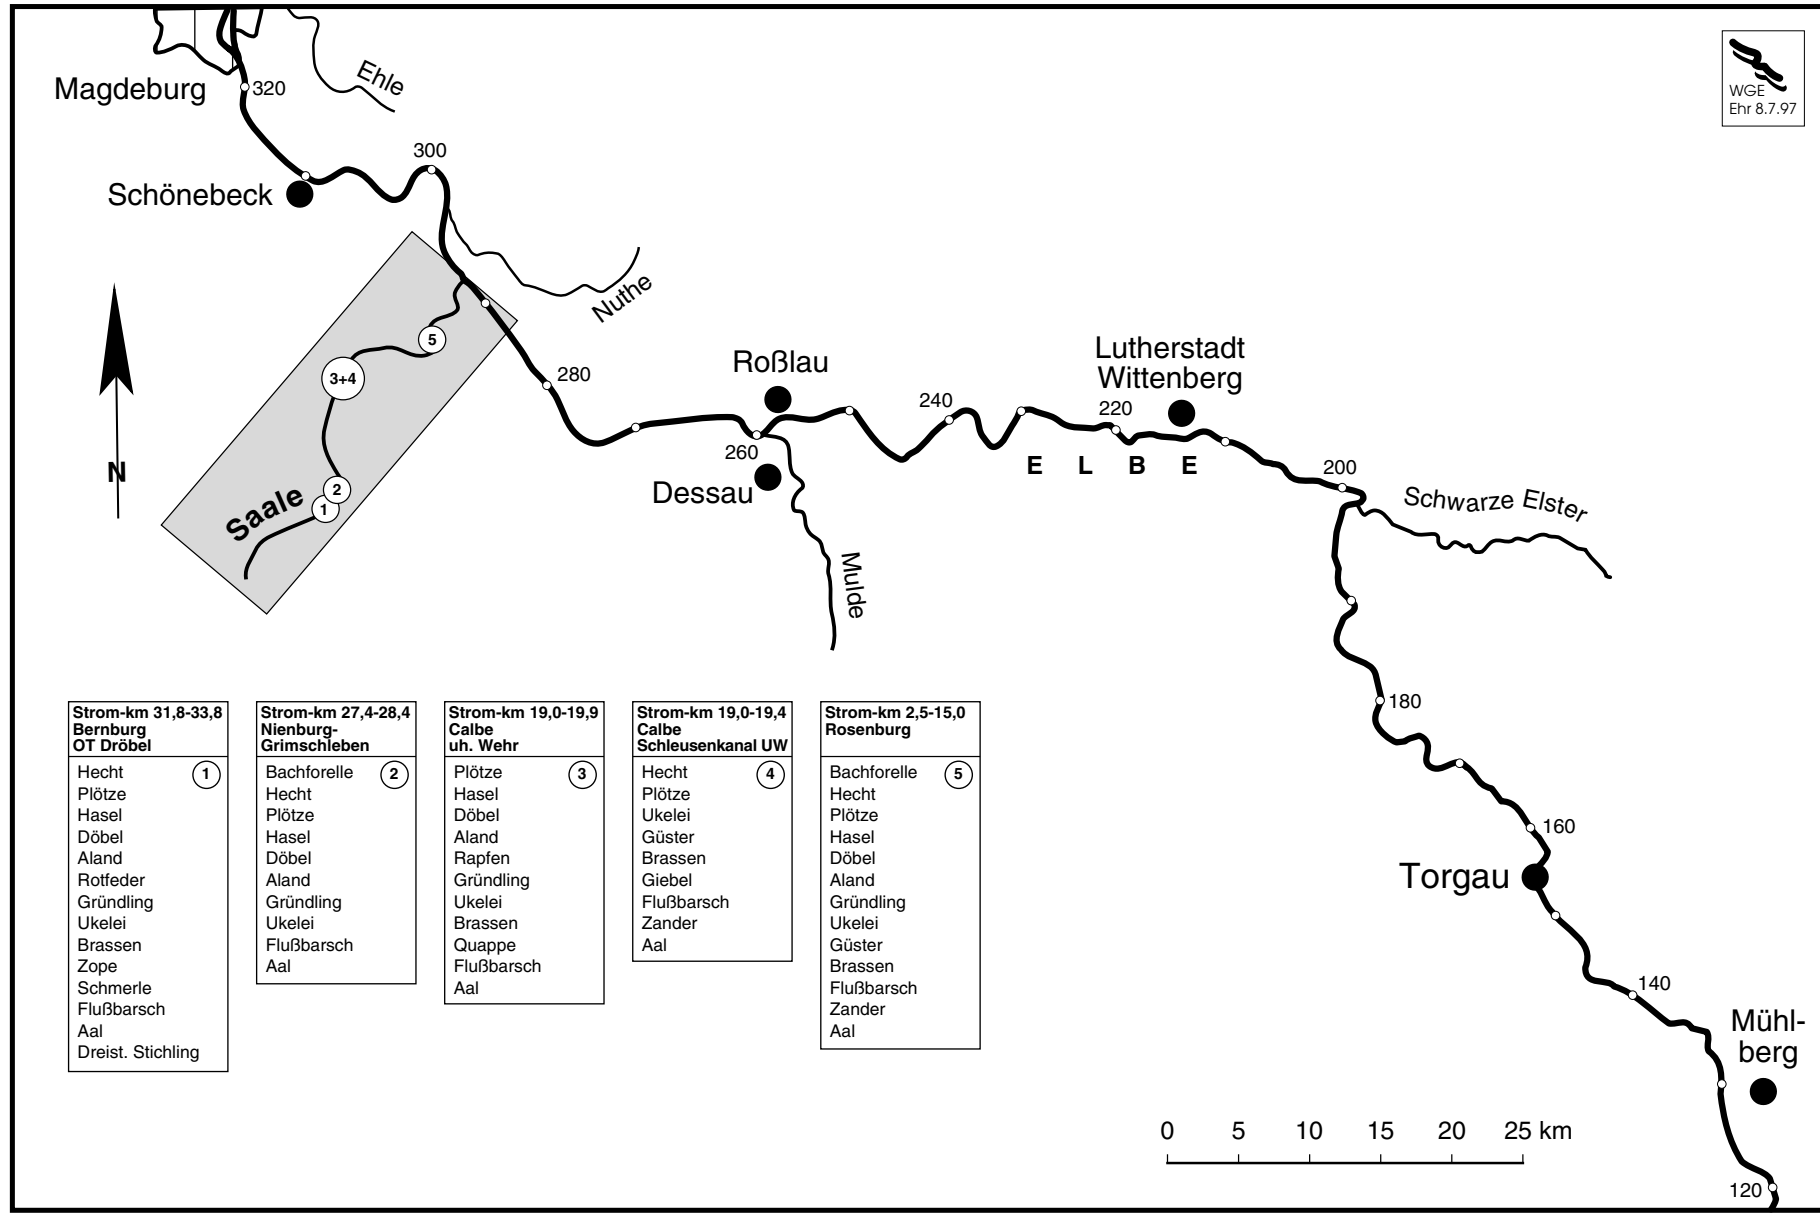 Magdeburg
320
Ehle
WGE
Ehr 8.7.97
300
Schönebeck
Nuthe
5
3+4
280
N
Saale
2
1
Roßlau
260
Dessau
Mulde
240
Lutherstadt
Wittenberg
220
E L B E
200
Schwarze Elster
180
160
Torgau
140
Mühl-
berg
120
Strom-km 31,8-33,8
Bernburg
OT Dröbel
Hecht 1
Plötze
Hasel
Döbel
Aland
Rotfeder
Gründling
Ukelei
Brassen
Zope
Schmerle
Flußbarsch
Aal
Dreist. Stichling
Strom-km 27,4-28,4
Nienburg-
Grimschleben
Bachforelle 2
Hecht
Plötze
Hasel
Döbel
Aland
Gründling
Ukelei
Flußbarsch
Aal
Strom-km 19,0-19,9
Calbe
uh. Wehr
Plötze 3
Hasel
Döbel
Aland
Rapfen
Gründling
Ukelei
Brassen
Quappe
Flußbarsch
Aal
Strom-km 19,0-19,4
Calbe
Schleusenkanal UW
Hecht 4
Plötze
Ukelei
Güster
Brassen
Giebel
Flußbarsch
Zander
Aal
Strom-km 2,5-15,0
Rosenburg
Bachforelle 5
Hecht
Plötze
Hasel
Döbel
Aland
Gründling
Ukelei
Güster
Brassen
Flußbarsch
Zander
Aal
0 5 10 15 20 25 km